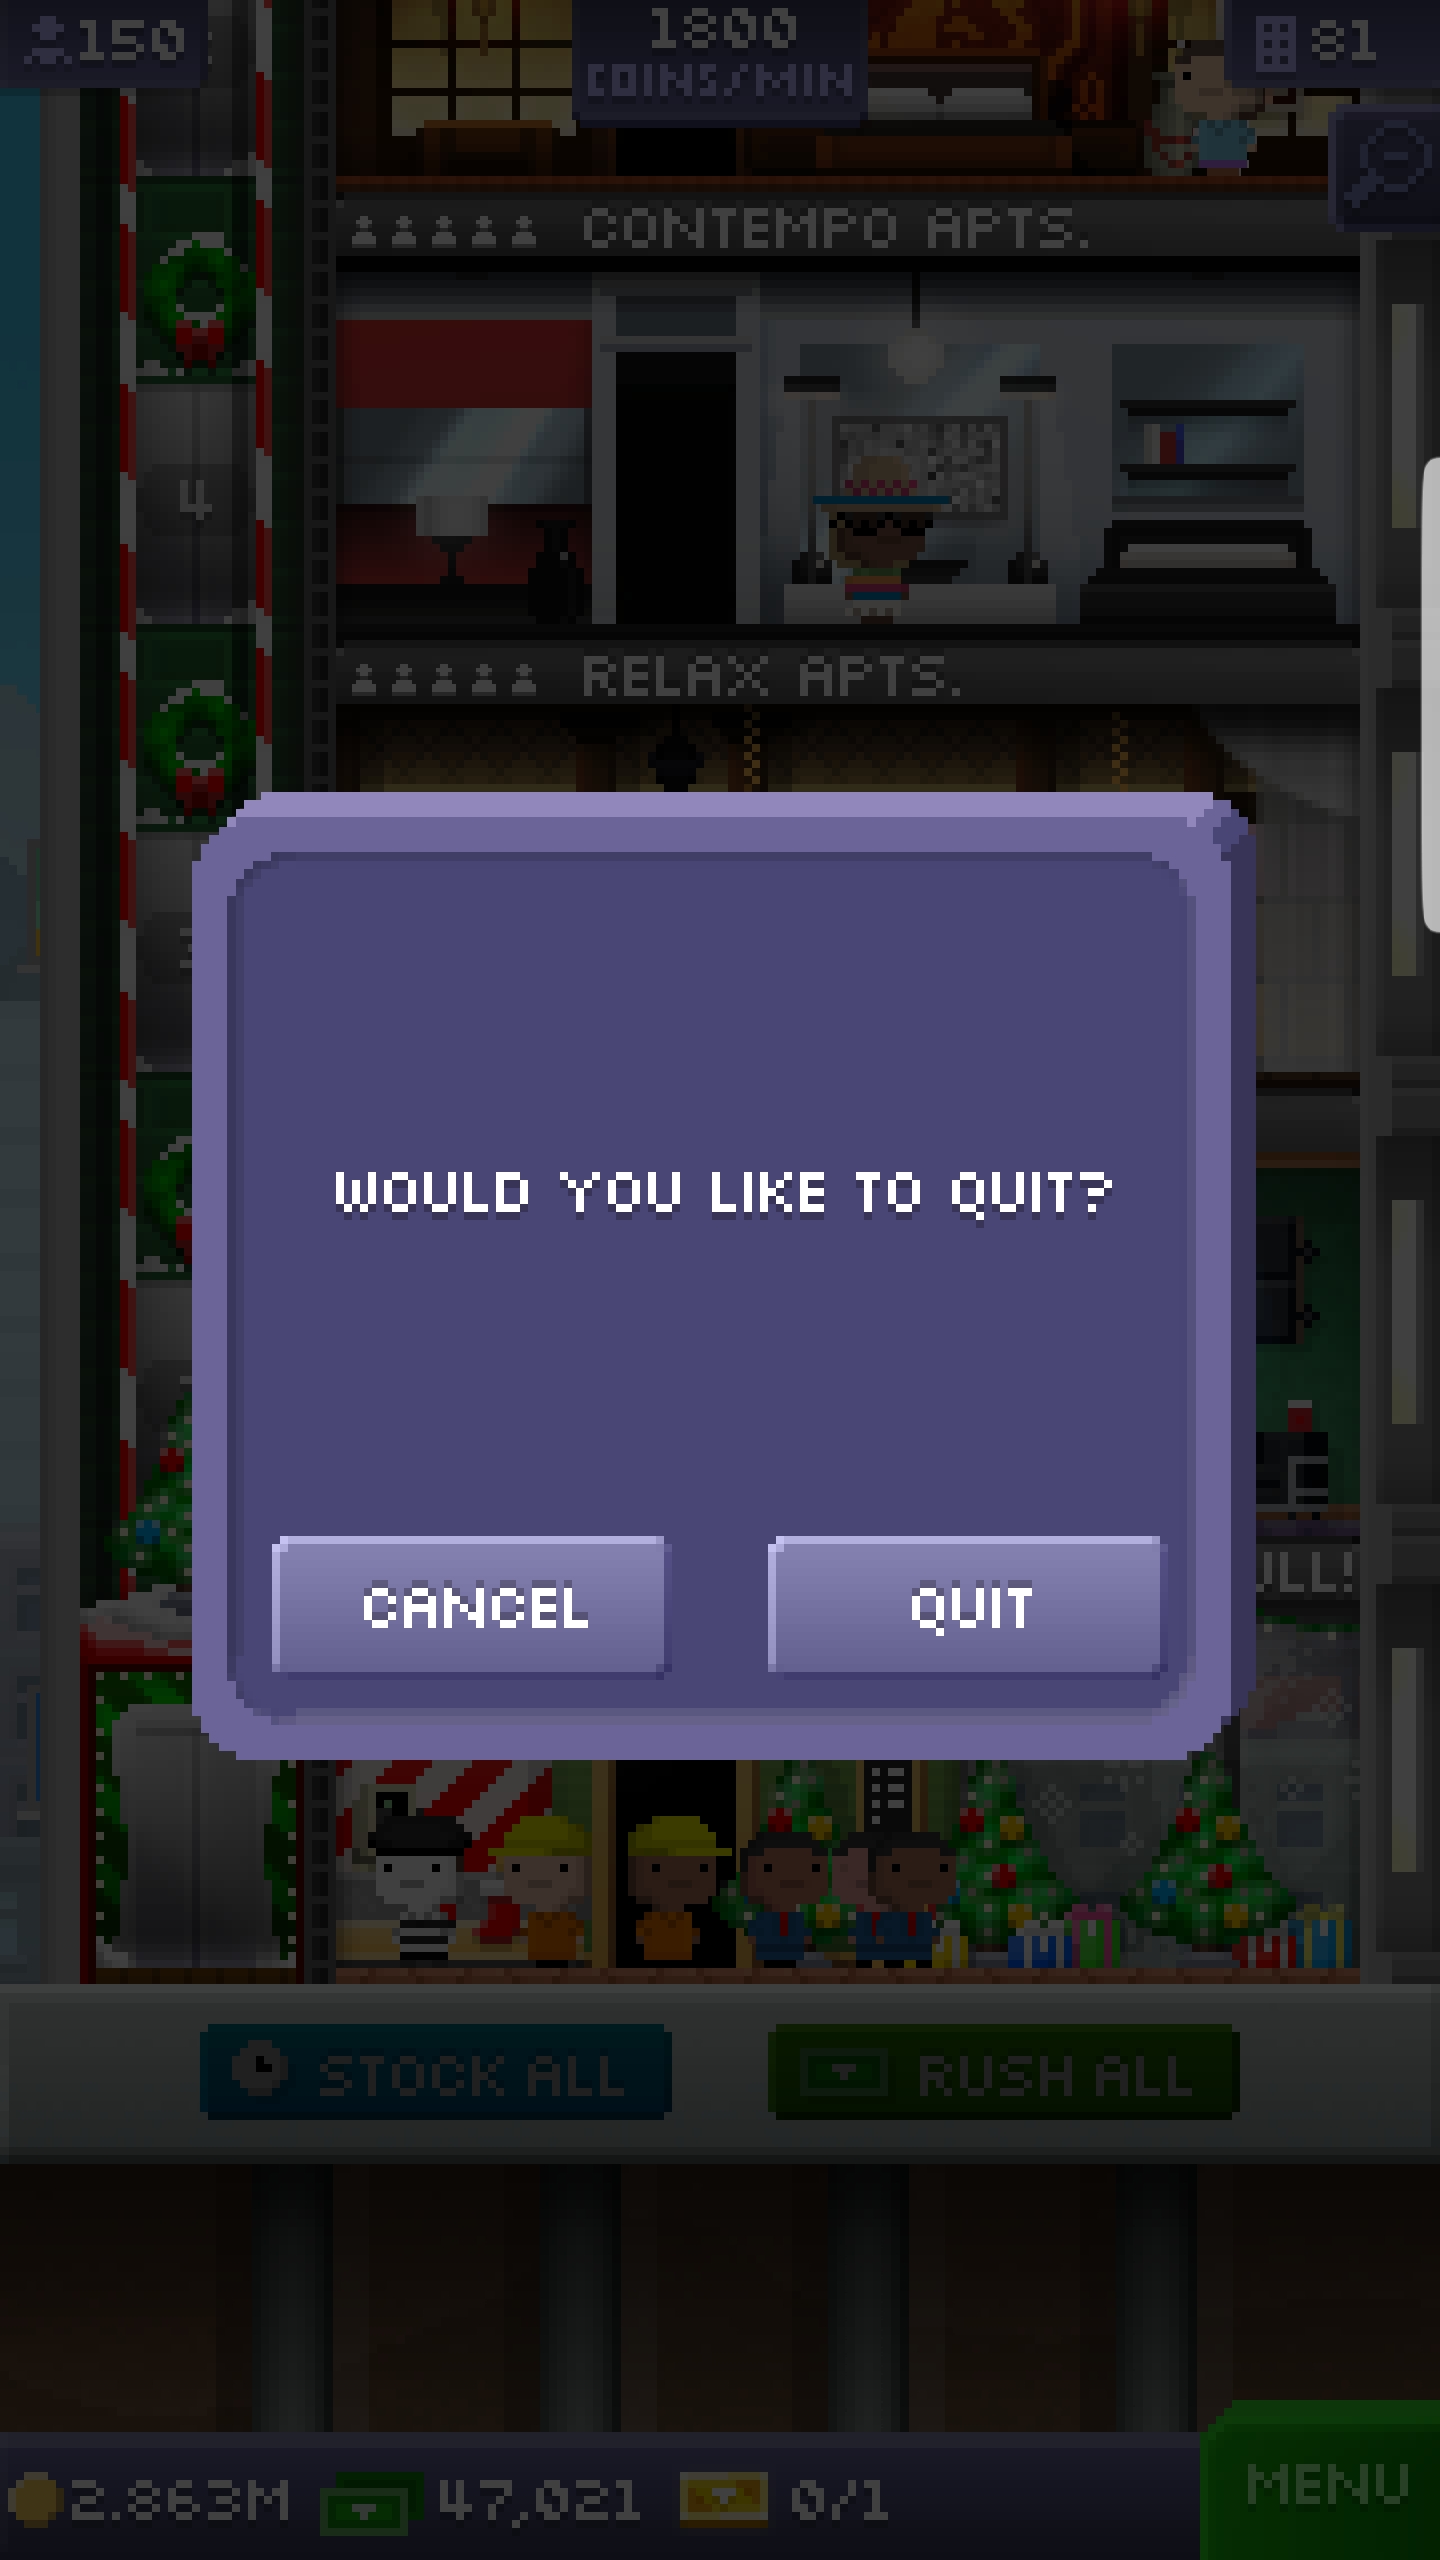 150
1800
COINS/MIN
81
CONTEMPO APTS.
4
RELAX APTS.
WOULD YOU LIKE TO QUIT?
CANCEL
QUIT
STOCK ALL
RUSH ALL
2.863M
47,021
0/1
MENU